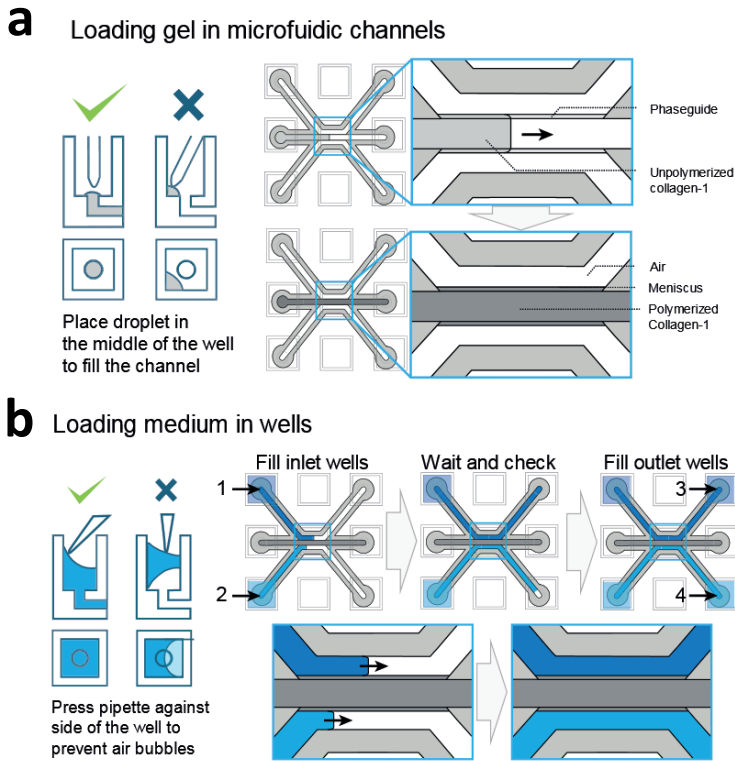 a
Loading gel in microfuidic channels
Phaseguide
Unpolymerized
collagen-1
Air
Meniscus
Polymerized
Collagen-1
Place droplet in
the middle of the well
to fill the channel
b
Loading medium in wells
Fill inlet wells
Wait and check
Fill outlet wells
1
3
2
4
Press pipette against
side of the well to
prevent air bubbles